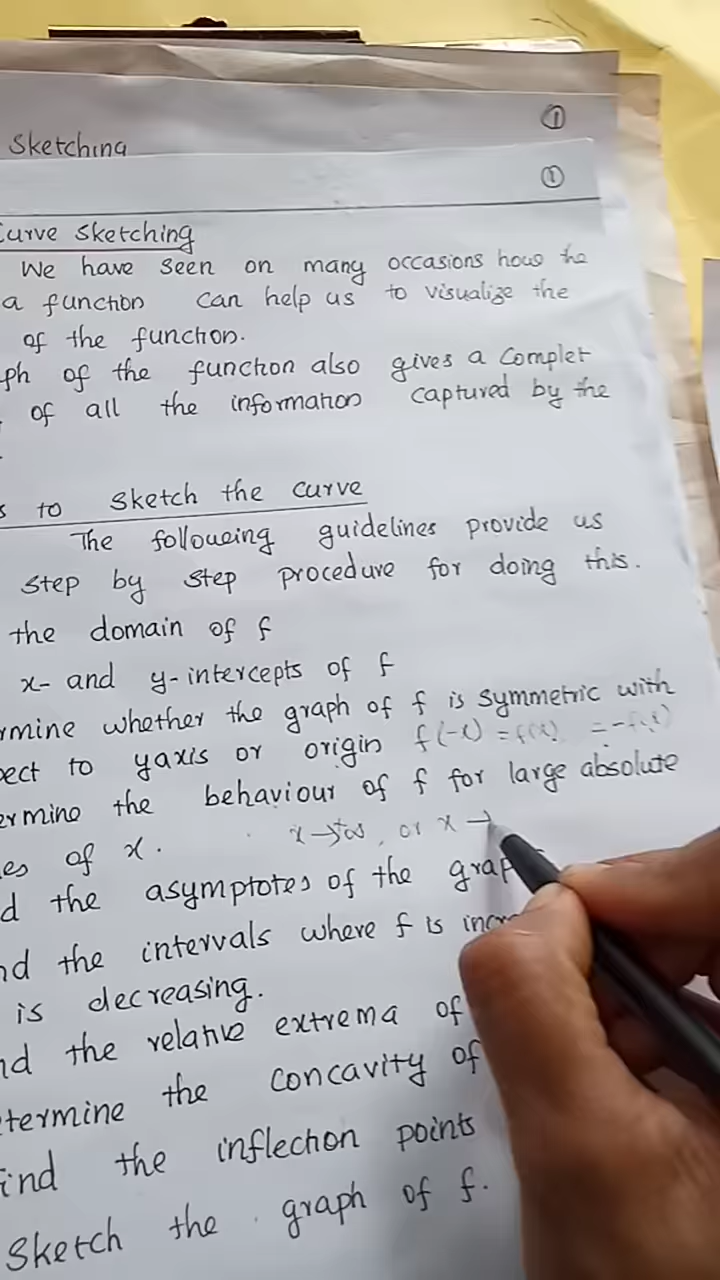 ①
Sketching
①
Curve Sketching
We have seen on many occasions how the
a function can help us to visualize the
of the function.
ph of the function also gives a Complet
of all the information captured by the
s to Sketch the curve
The following guidelines provide us
step by step procedure for doing this.
the domain of f
x- and y-intercepts of f
rmine whether the graph of f is symmetric with
pect to yaxis or origin f(-x) = f(x) = -f(x)
ermine the behaviour of f for large absolute
es of x. x→+∞, or x→
d the asymptotes of the grap
nd the intervals where f is incre
is decreasing.
nd the relative extrema of
termine the concavity of
ind the inflection points
Sketch the graph of f.